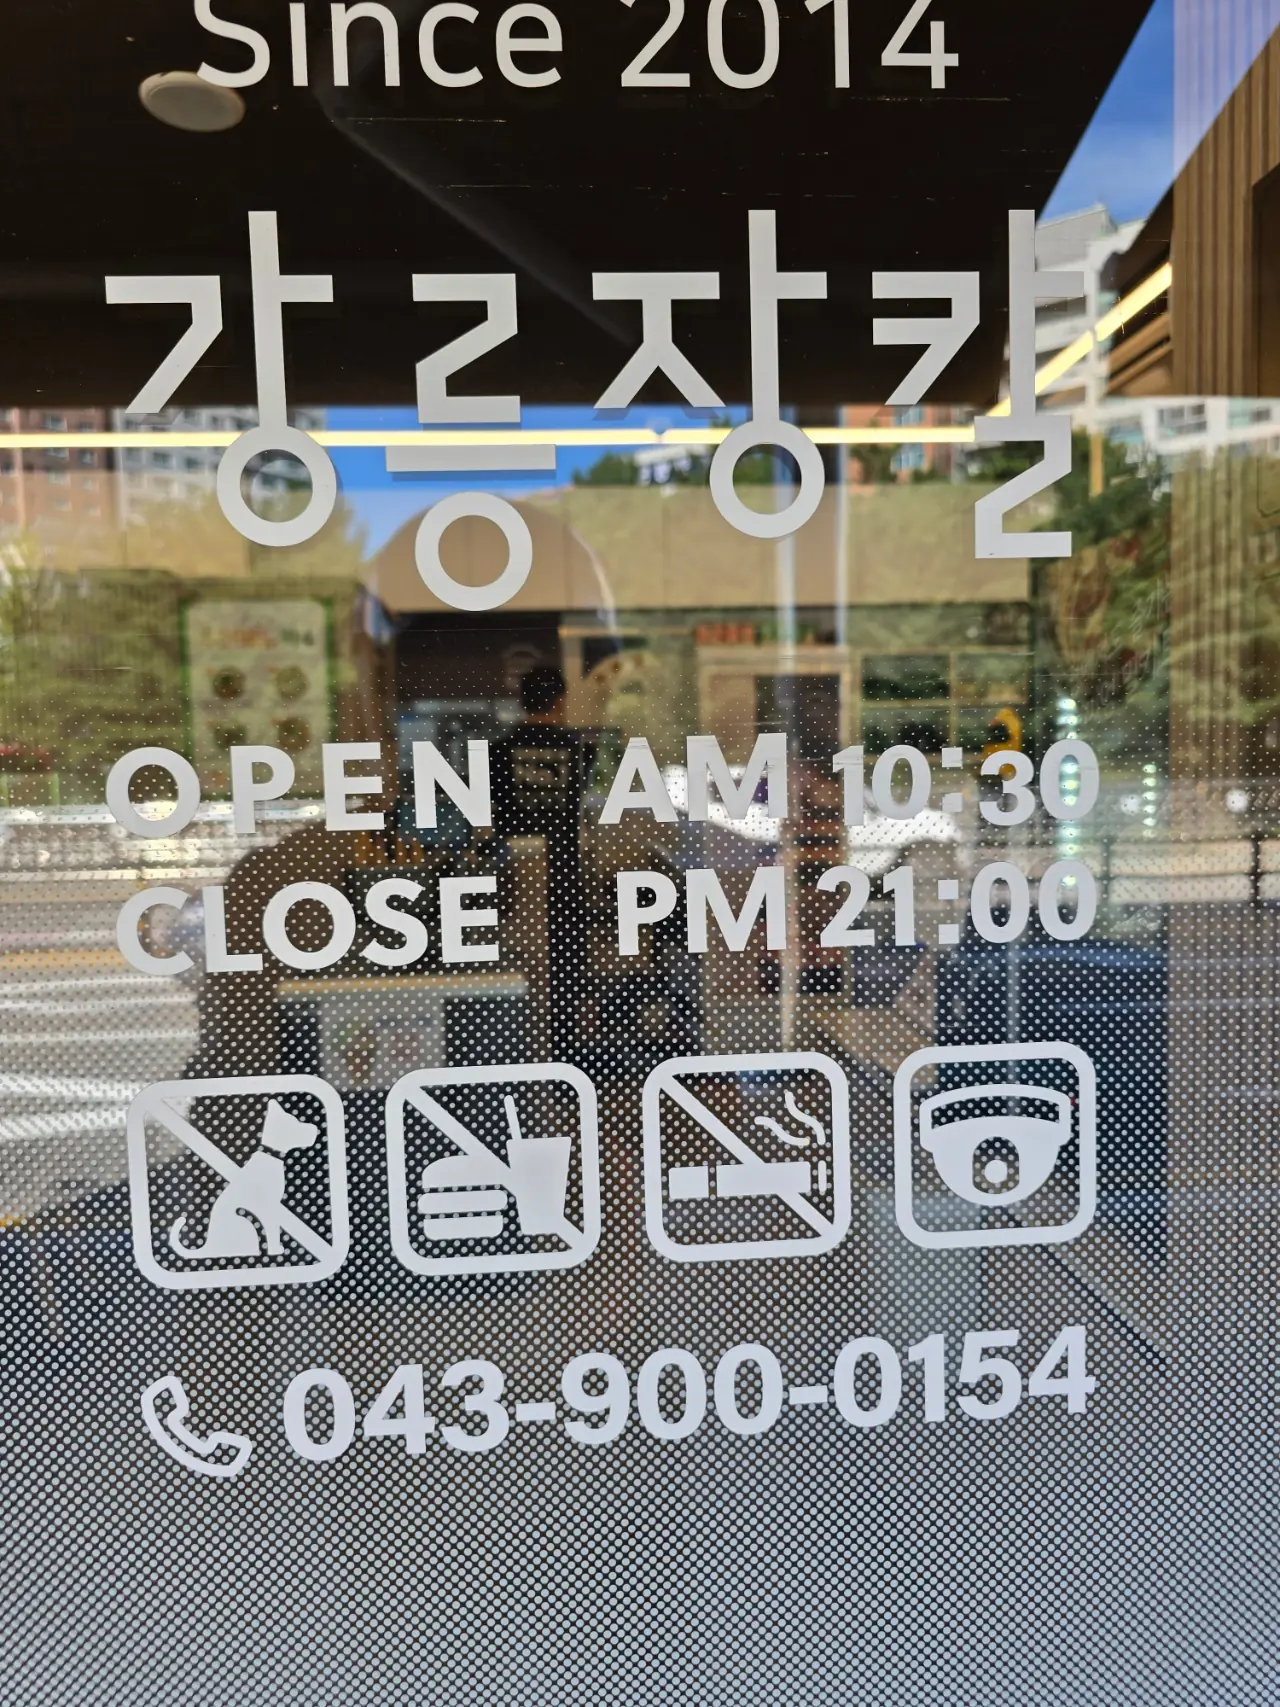 Since 2014
강릉장칼
OPEN AM 10:30
CLOSE PM 21:00
043-900-0154